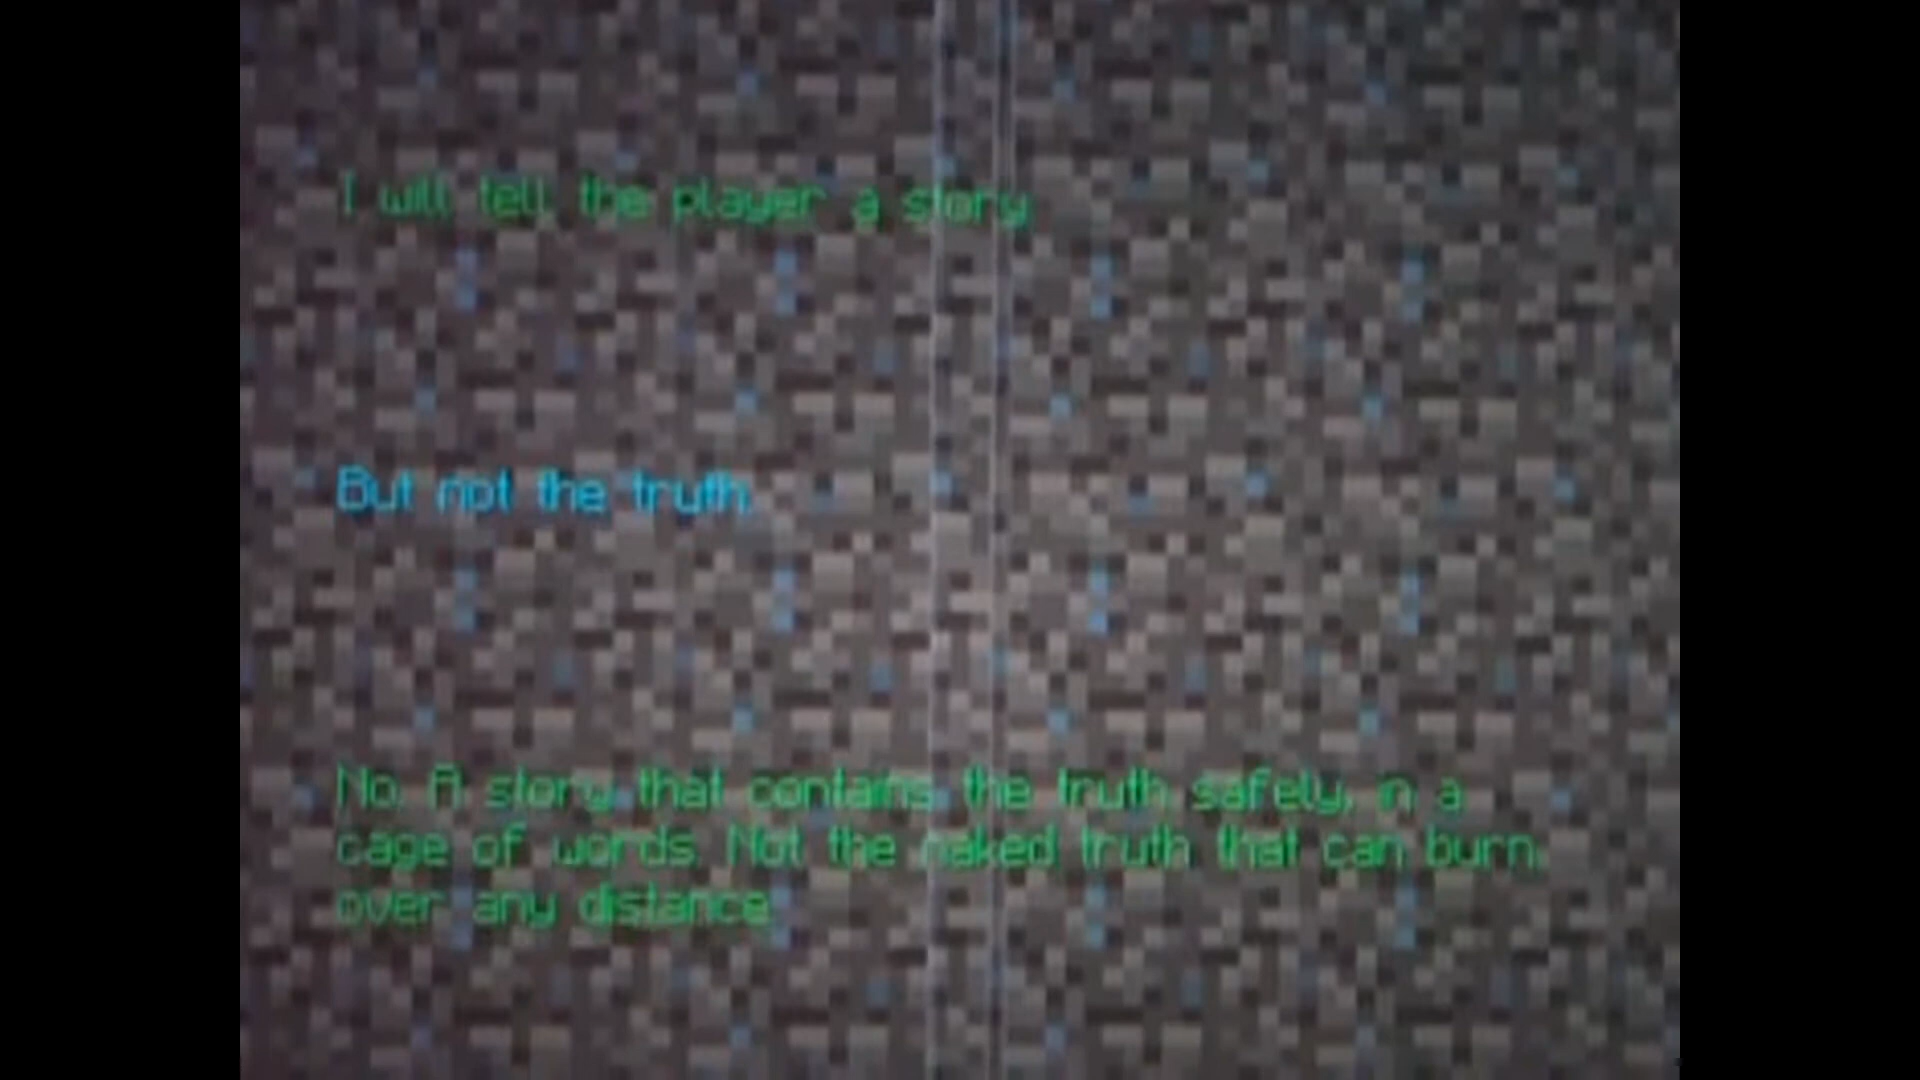 I will tell the player a story.
But not the truth.
No. A story that contains the truth safely, in a
cage of words. Not the naked truth that can burn
over any distance.